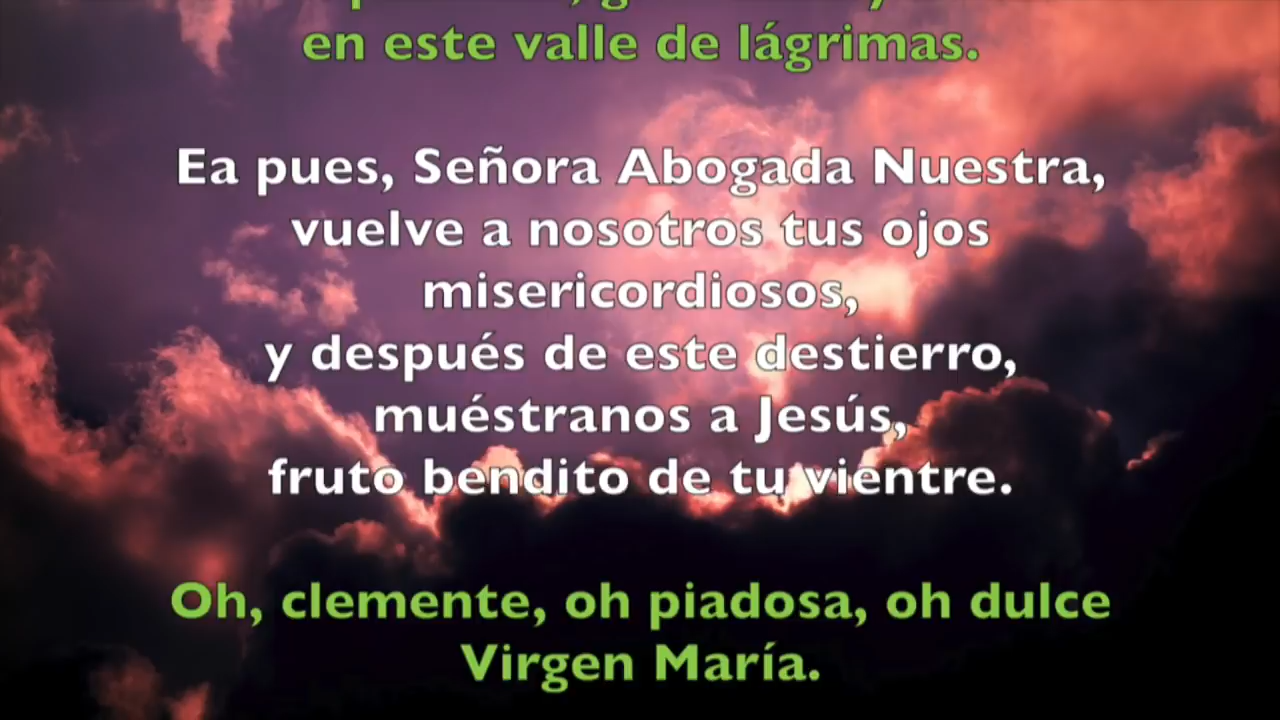 en este valle de lágrimas.
Ea pues, Señora Abogada Nuestra,
vuelve a nosotros tus ojos
misericordiosos,
y después de este destierro,
muéstranos a Jesús,
fruto bendito de tu vientre.
Oh, clemente, oh piadosa, oh dulce
Virgen María.